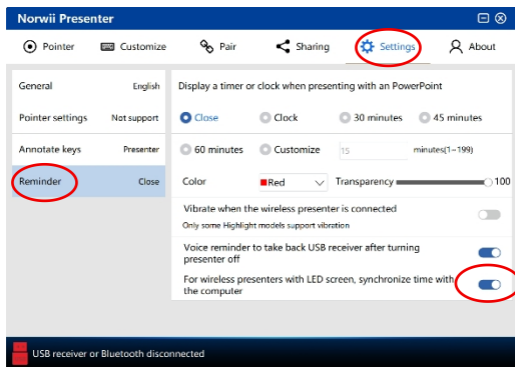 Norwii Presenter
Pointer Customize Pair Sharing Settings About
General English
Pointer settings Not support
Annotate keys Presenter
Reminder Close
Display a timer or clock when presenting with an PowerPoint
Close Clock 30 minutes 45 minutes
60 minutes Customize 15 minutes(1~199)
Color Red Transparency 100
Vibrate when the wireless presenter is connected
Only some Highlight models support vibration
Voice reminder to take back USB receiver after turning
presenter off
For wireless presenters with LED screen, synchronize time with
the computer
USB receiver or Bluetooth disconnected